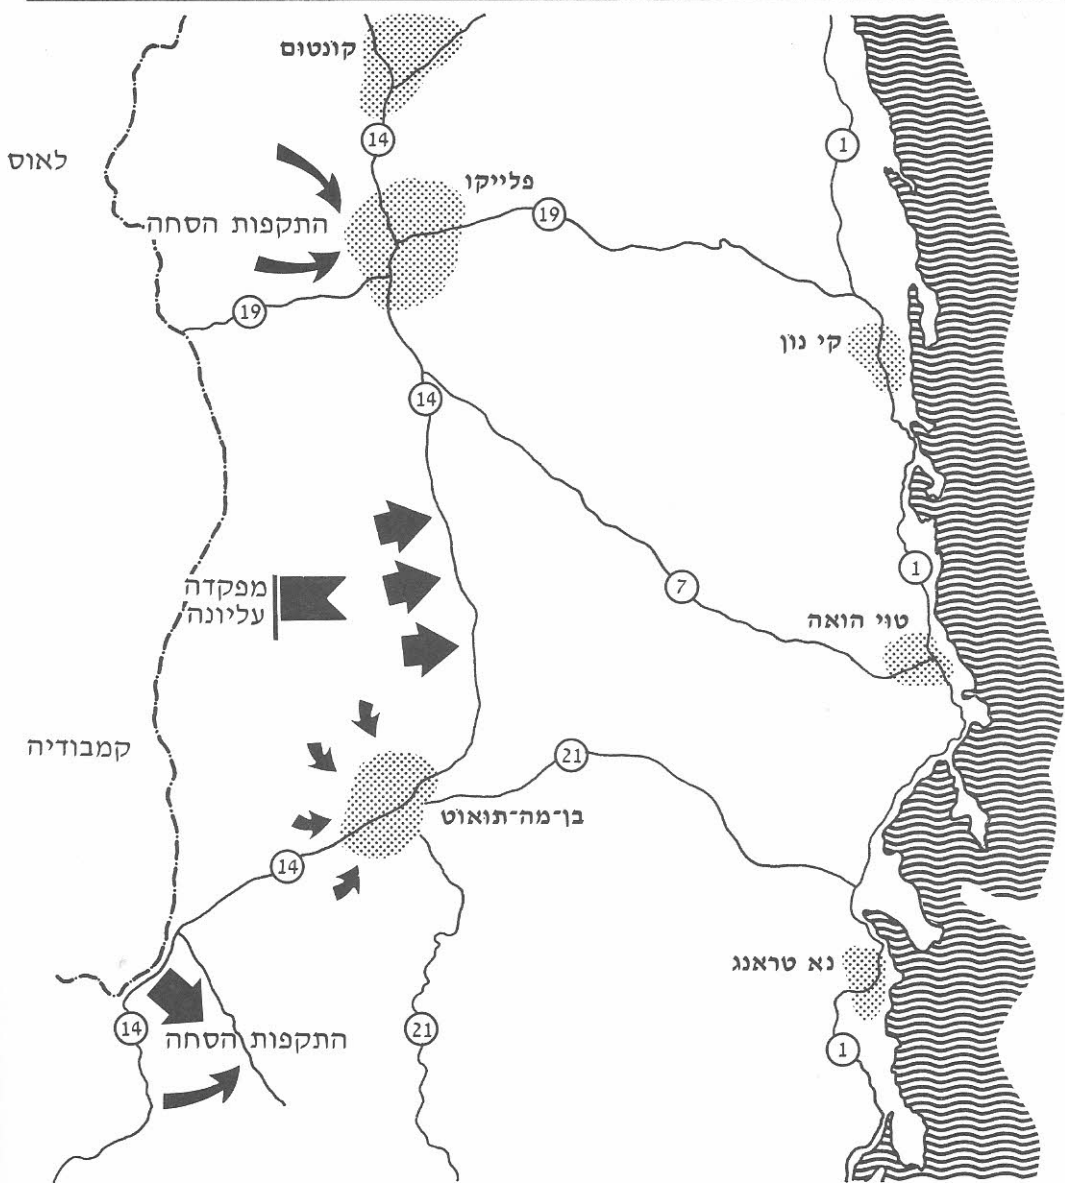 קונטום
14
1
לאוס
פלייקו
19
התקפות הסחה
19
קי נון
14
מפקדה
עליונה
7
1
טוי הואה
קמבודיה
21
בן-מה-תואוט
14
נא טראנג
14
התקפות הסחה
21
1